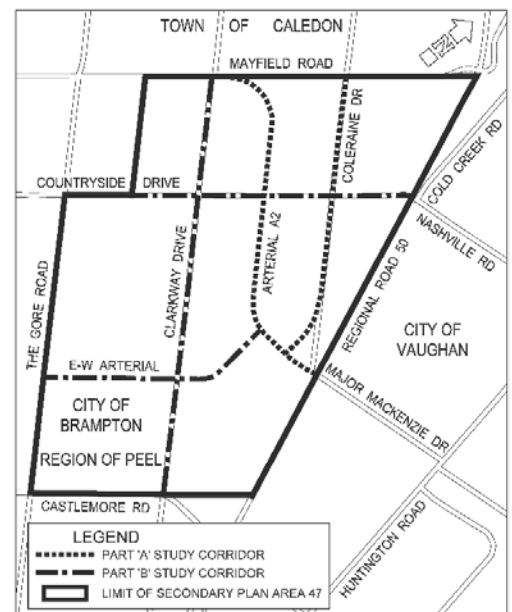 TOWN OF CALEDON
MAYFIELD ROAD
COLERAINE DR
COLD CREEK RD
COUNTRYSIDE DRIVE
NASHVILLE RD
CLARKWAY DRIVE
ARTERIAL A2
REGIONAL ROAD 50
THE GORE ROAD
CITY OF
VAUGHAN
E-W ARTERIAL
MAJOR MACKENZIE DR
CITY OF
BRAMPTON
REGION OF PEEL
CASTLEMORE RD
HUNTINGTON ROAD
LEGEND
PART 'A' STUDY CORRIDOR
PART 'B' STUDY CORRIDOR
LIMIT OF SECONDARY PLAN AREA 47